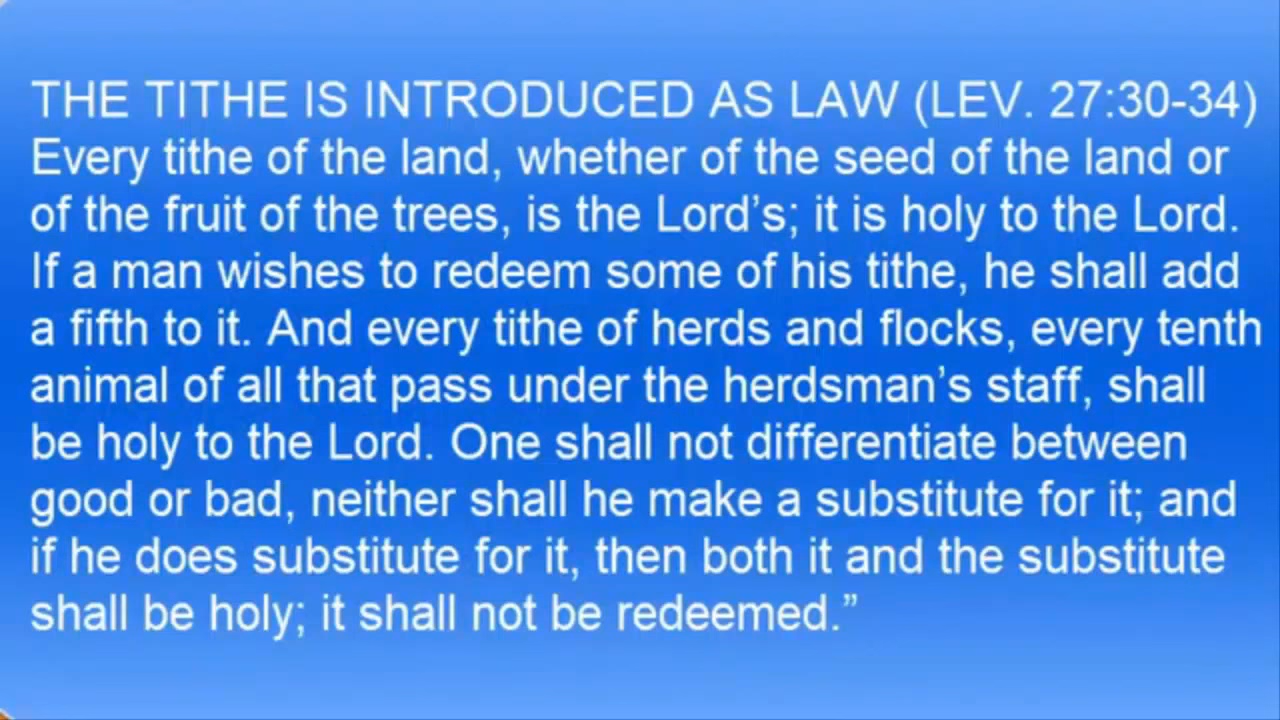 THE TITHE IS INTRODUCED AS LAW (LEV. 27:30-34)
Every tithe of the land, whether of the seed of the land or
of the fruit of the trees, is the Lord’s; it is holy to the Lord.
If a man wishes to redeem some of his tithe, he shall add
a fifth to it. And every tithe of herds and flocks, every tenth
animal of all that pass under the herdsman’s staff, shall
be holy to the Lord. One shall not differentiate between
good or bad, neither shall he make a substitute for it; and
if he does substitute for it, then both it and the substitute
shall be holy; it shall not be redeemed.”